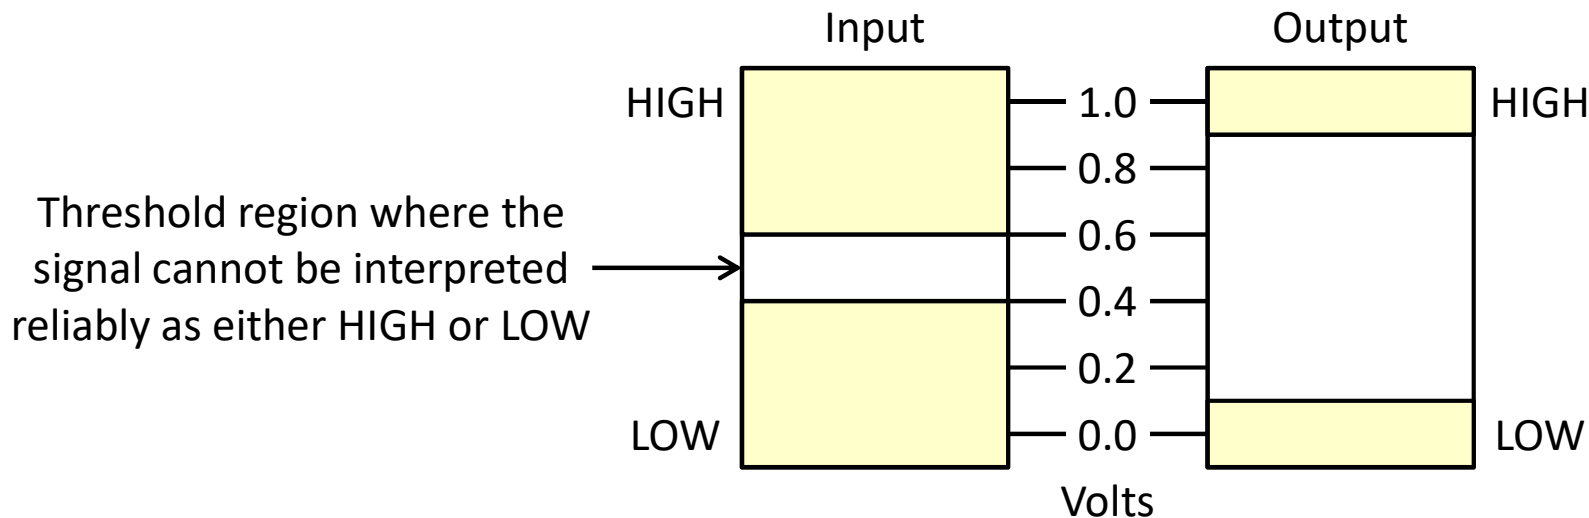 Input
Output
HIGH
1.0
HIGH
0.8
Threshold region where the
signal cannot be interpreted
reliably as either HIGH or LOW
0.6
0.4
0.2
LOW
0.0
LOW
Volts